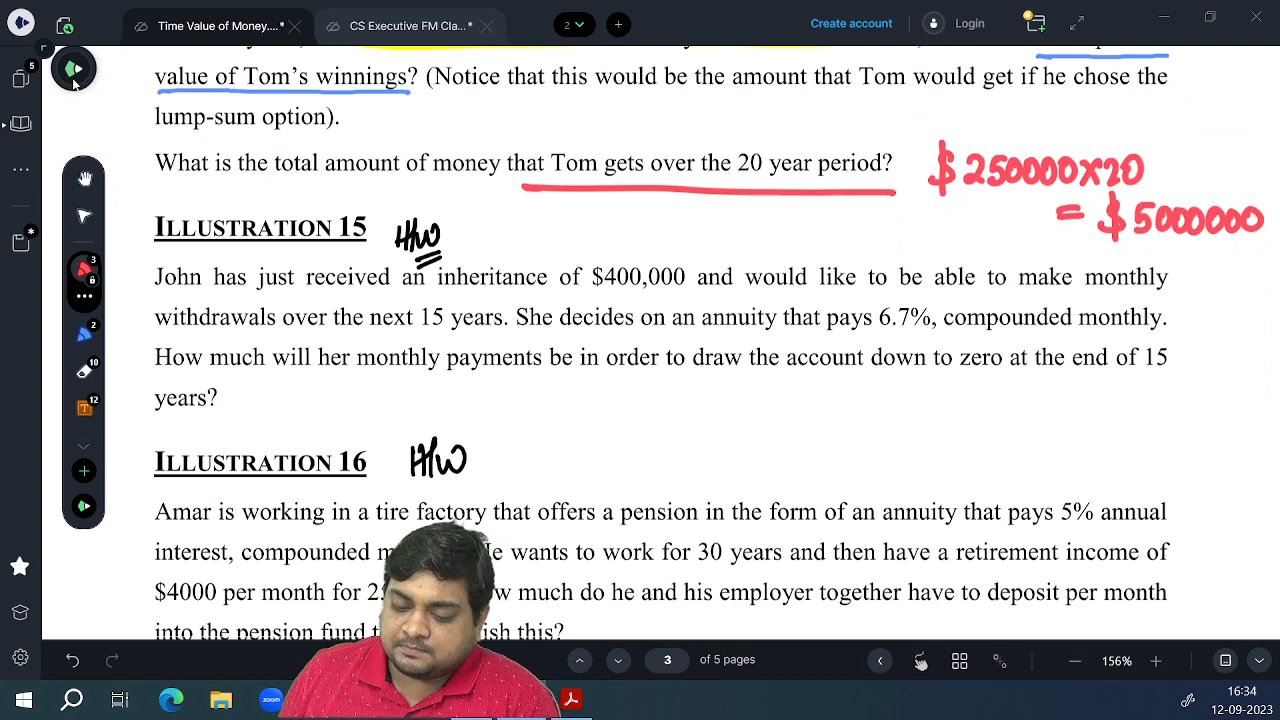 Time Value of Money....*
CS Executive FM Cla...*
2
Create account
Login
5
value of Tom's winnings? (Notice that this would be the amount that Tom would get if he chose the
lump-sum option).
What is the total amount of money that Tom gets over the 20 year period?
$ 250000x20
= $ 5000000
ILLUSTRATION 15
H/W
John has just received an inheritance of $400,000 and would like to be able to make monthly
withdrawals over the next 15 years. She decides on an annuity that pays 6.7%, compounded monthly.
How much will her monthly payments be in order to draw the account down to zero at the end of 15
years?
ILLUSTRATION 16
H/W
Amar is working in a tire factory that offers a pension in the form of an annuity that pays 5% annual
interest, compounded He wants to work for 30 years and then have a retirement income of
$4000 per month for much do he and his employer together have to deposit per month
into the pension fund this?
3
2
10
12
T
3 of 5 pages
156%
zoom
16:34
12-09-2023